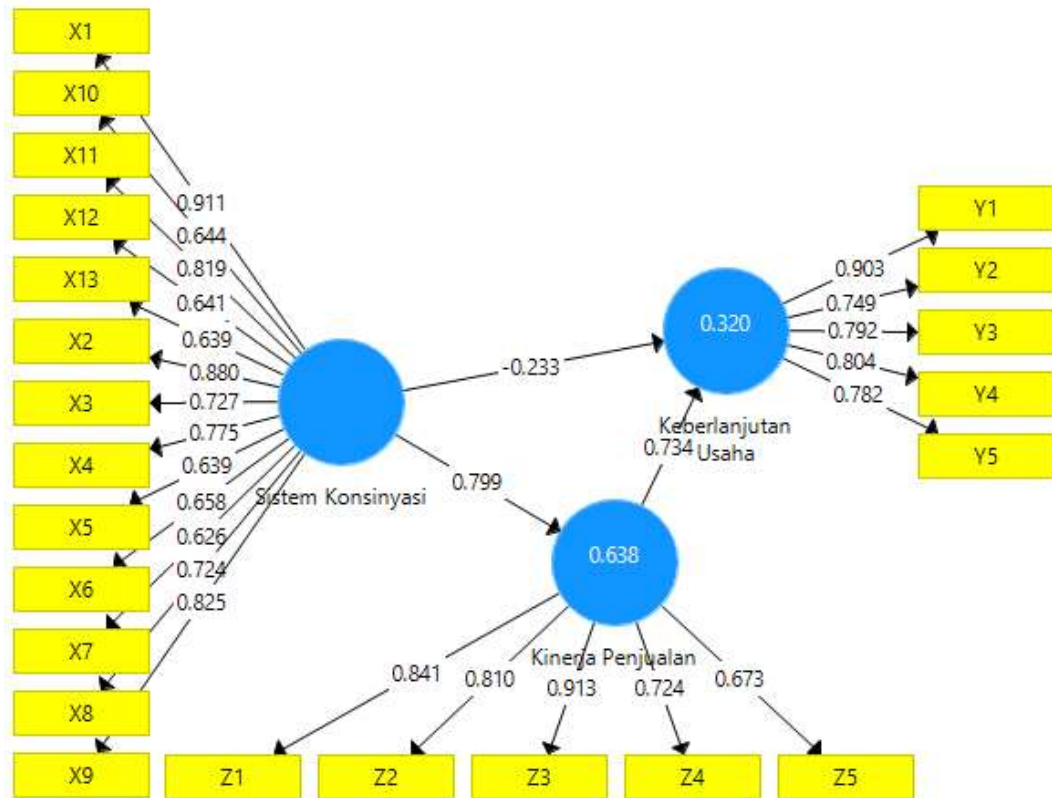 X1
X10
X11
X12
X13
X2
X3
X4
X5
X6
X7
X8
X9
0.911
0.644
0.819
0.641
0.639
0.880
0.727
0.775
0.639
0.658
0.626
0.724
0.825
Sistem Konsinyasi
-0.233
0.799
0.320
Keberlanjutan
Usaha
0.734
0.638
Kinerja Penjualan
0.903
0.749
0.792
0.804
0.782
Y1
Y2
Y3
Y4
Y5
0.841
0.810
0.913
0.724
0.673
Z1
Z2
Z3
Z4
Z5